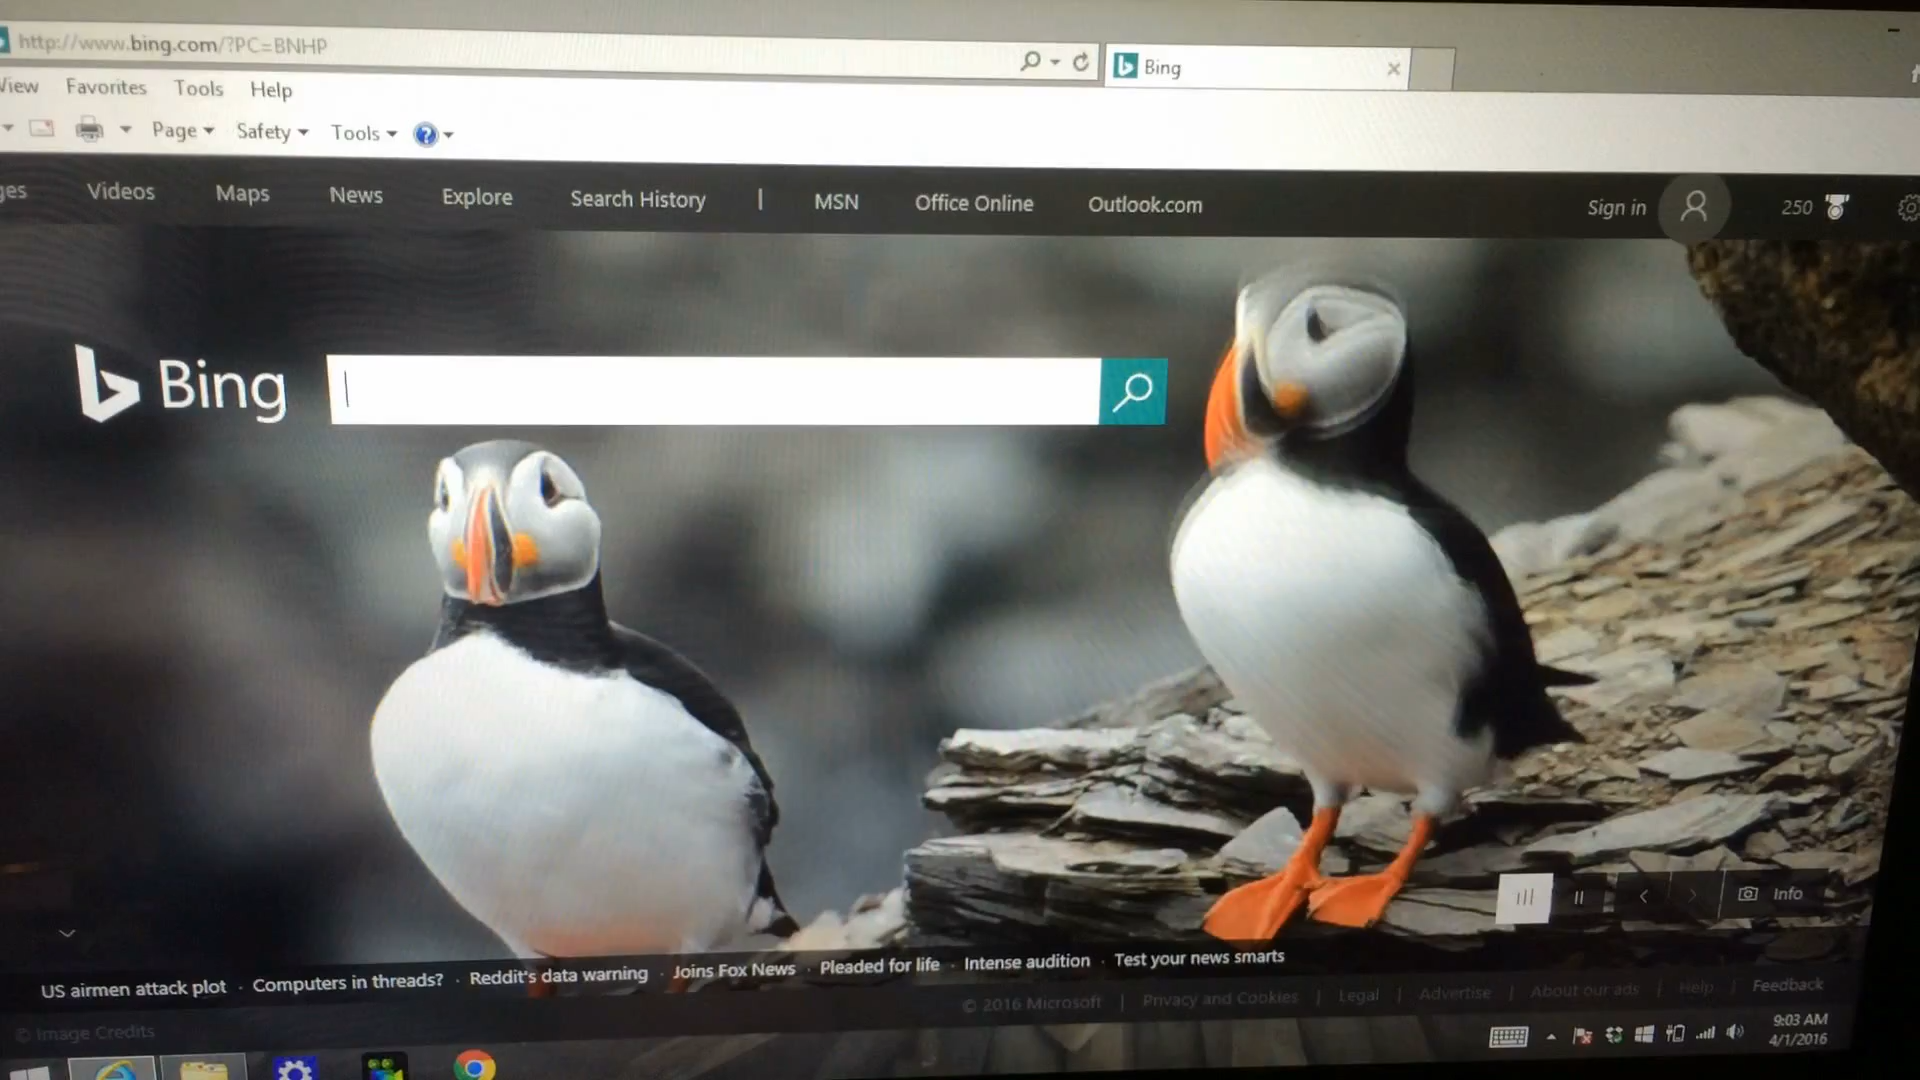 http://www.bing.com/?PC=BNHP
Bing
View Favorites Tools Help
Page Safety Tools
Videos Maps News Explore Search History | MSN Office Online Outlook.com Sign in 250
Bing
Info
US airmen attack plot · Computers in threads? · Reddit's data warning · Joins Fox News · Pleaded for life · Intense audition · Test your news smarts
© 2016 Microsoft | Privacy and Cookies | Legal | Advertise | About our ads | Help | Feedback
© Image Credits
9:03 AM
4/1/2016